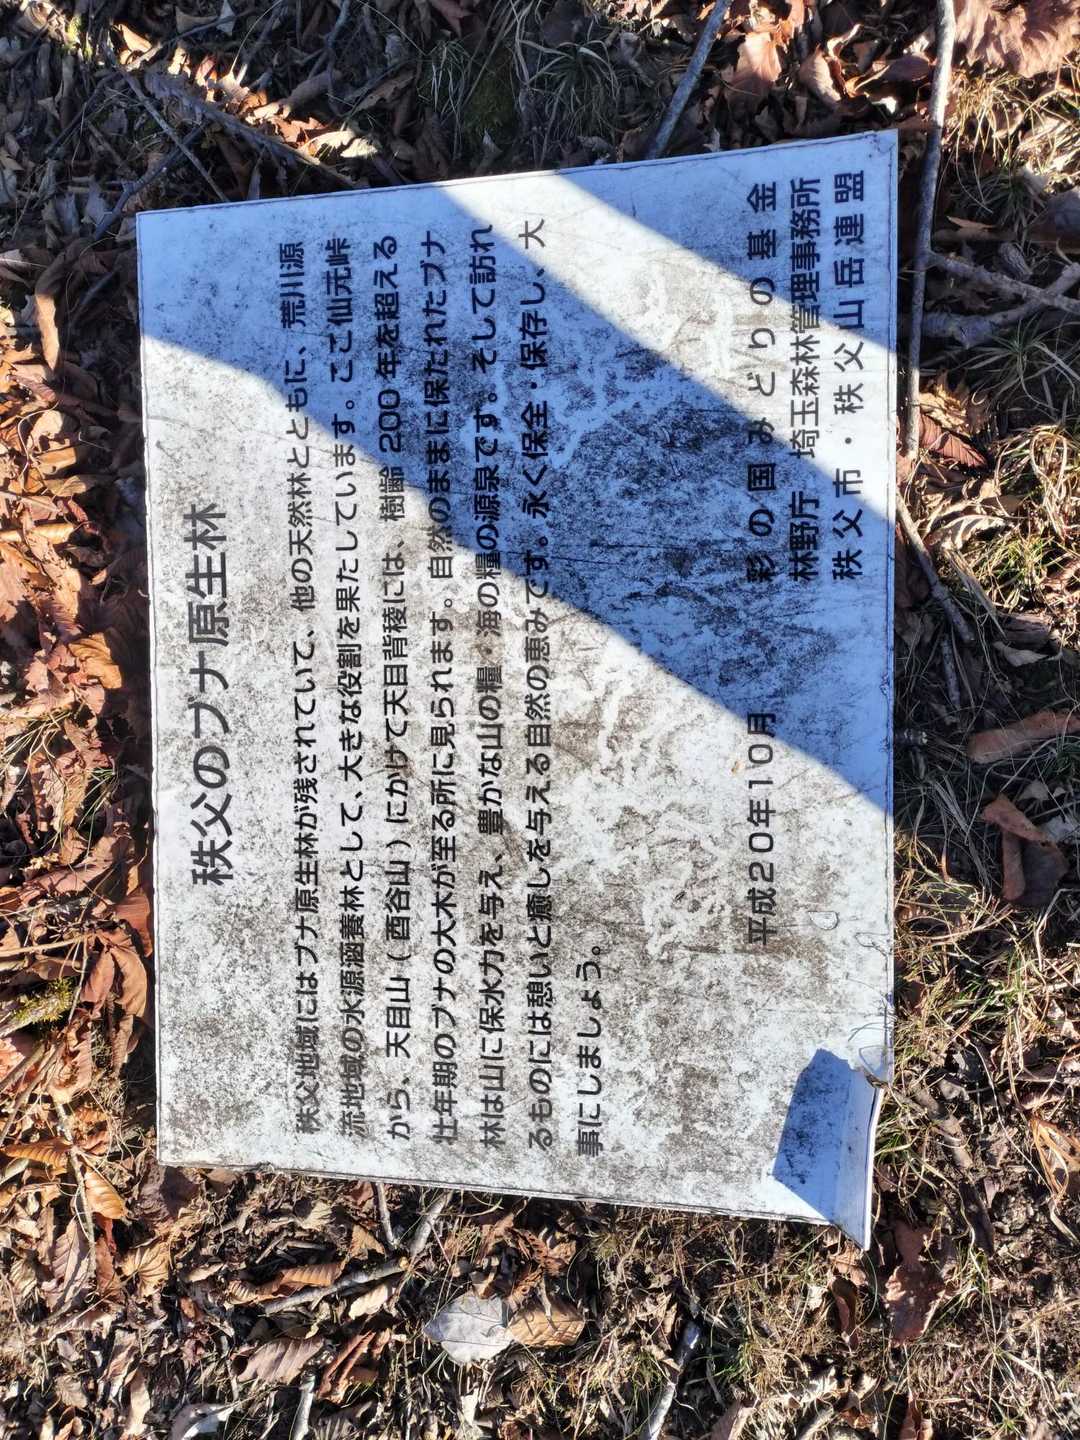 秩父のブナ原生林
秩父地域にはブナ原生林が残されていて、他の天然林とともに、荒川源
流地域の水源涵養林として、大きな役割を果たしています。ここ仙元峠
から、天目山(酉谷山)にかけて天目背稜には、樹齢200年を超える
壮年期のブナの大木が至る所に見られます。自然のままに保たれたブナ
林は山に保水力を与え、豊かな山の糧・海の糧の源泉です。そして訪れ
るものには憩いと癒しを与える自然の恵みです。永く保全・保存し、大
事にしましょう。
平成20年10月 彩の国みどりの基金
林野庁 埼玉森林管理事務所
秩父市・秩父山岳連盟